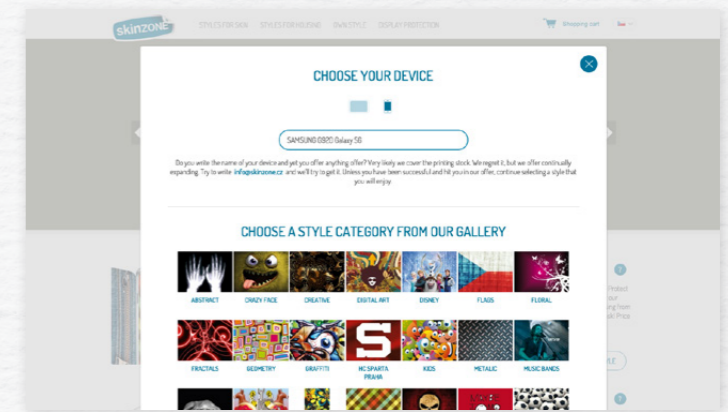 skinzone
STYLES FOR SKIN STYLES FOR HOUSING OWN STYLE DISPLAY PROTECTION
Shopping cart
CHOOSE YOUR DEVICE
SAMSUNG G920 Galaxy S6
Do you write the name of your device and yet you offer anything offer? Very likely we cover the printing stock. We regret it, but we offer continually
expanding. Try to write info@skinzone.cz and we'll try to get it. Unless you have been successful and hit you in our offer, continue selecting a style that
you will enjoy.
CHOOSE A STYLE CATEGORY FROM OUR GALLERY
ABSTRACT CRAZY FACE CREATIVE DIGITAL ART DISNEY FLAGS FLORAL
S
FRACTALS GEOMETRY GRAFFITI HC SPARTA PRAHA KIDS METALIC MUSIC BANDS